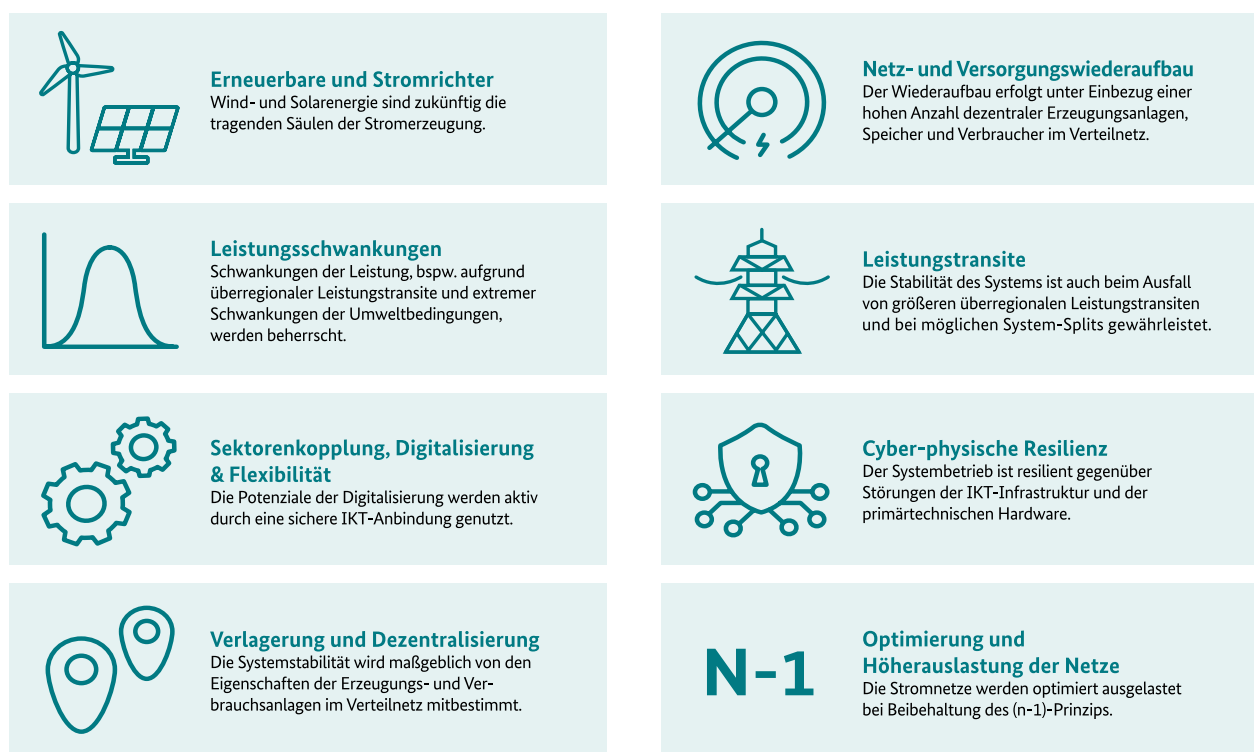 Erneuerbare und Stromrichter
Wind- und Solarenergie sind zukünftig die
tragenden Säulen der Stromerzeugung.
Netz- und Versorgungswiederaufbau
Der Wiederaufbau erfolgt unter Einbezug einer
hohen Anzahl dezentraler Erzeugungsanlagen,
Speicher und Verbraucher im Verteilnetz.
Leistungsschwankungen
Schwankungen der Leistung, bspw. aufgrund
überregionaler Leistungstransite und extremer
Schwankungen der Umweltbedingungen,
werden beherrscht.
Leistungstransite
Die Stabilität des Systems ist auch beim Ausfall
von größeren überregionalen Leistungstransiten
und bei möglichen System-Splits gewährleistet.
Sektorenkopplung, Digitalisierung
& Flexibilität
Die Potenziale der Digitalisierung werden aktiv
durch eine sichere IKT-Anbindung genutzt.
Cyber-physische Resilienz
Der Systembetrieb ist resilient gegenüber
Störungen der IKT-Infrastruktur und der
primärtechnischen Hardware.
Verlagerung und Dezentralisierung
Die Systemstabilität wird maßgeblich von den
Eigenschaften der Erzeugungs- und Ver-
brauchsanlagen im Verteilnetz mitbestimmt.
N-1
Optimierung und
Höherauslastung der Netze
Die Stromnetze werden optimiert ausgelastet
bei Beibehaltung des (n-1)-Prinzips.